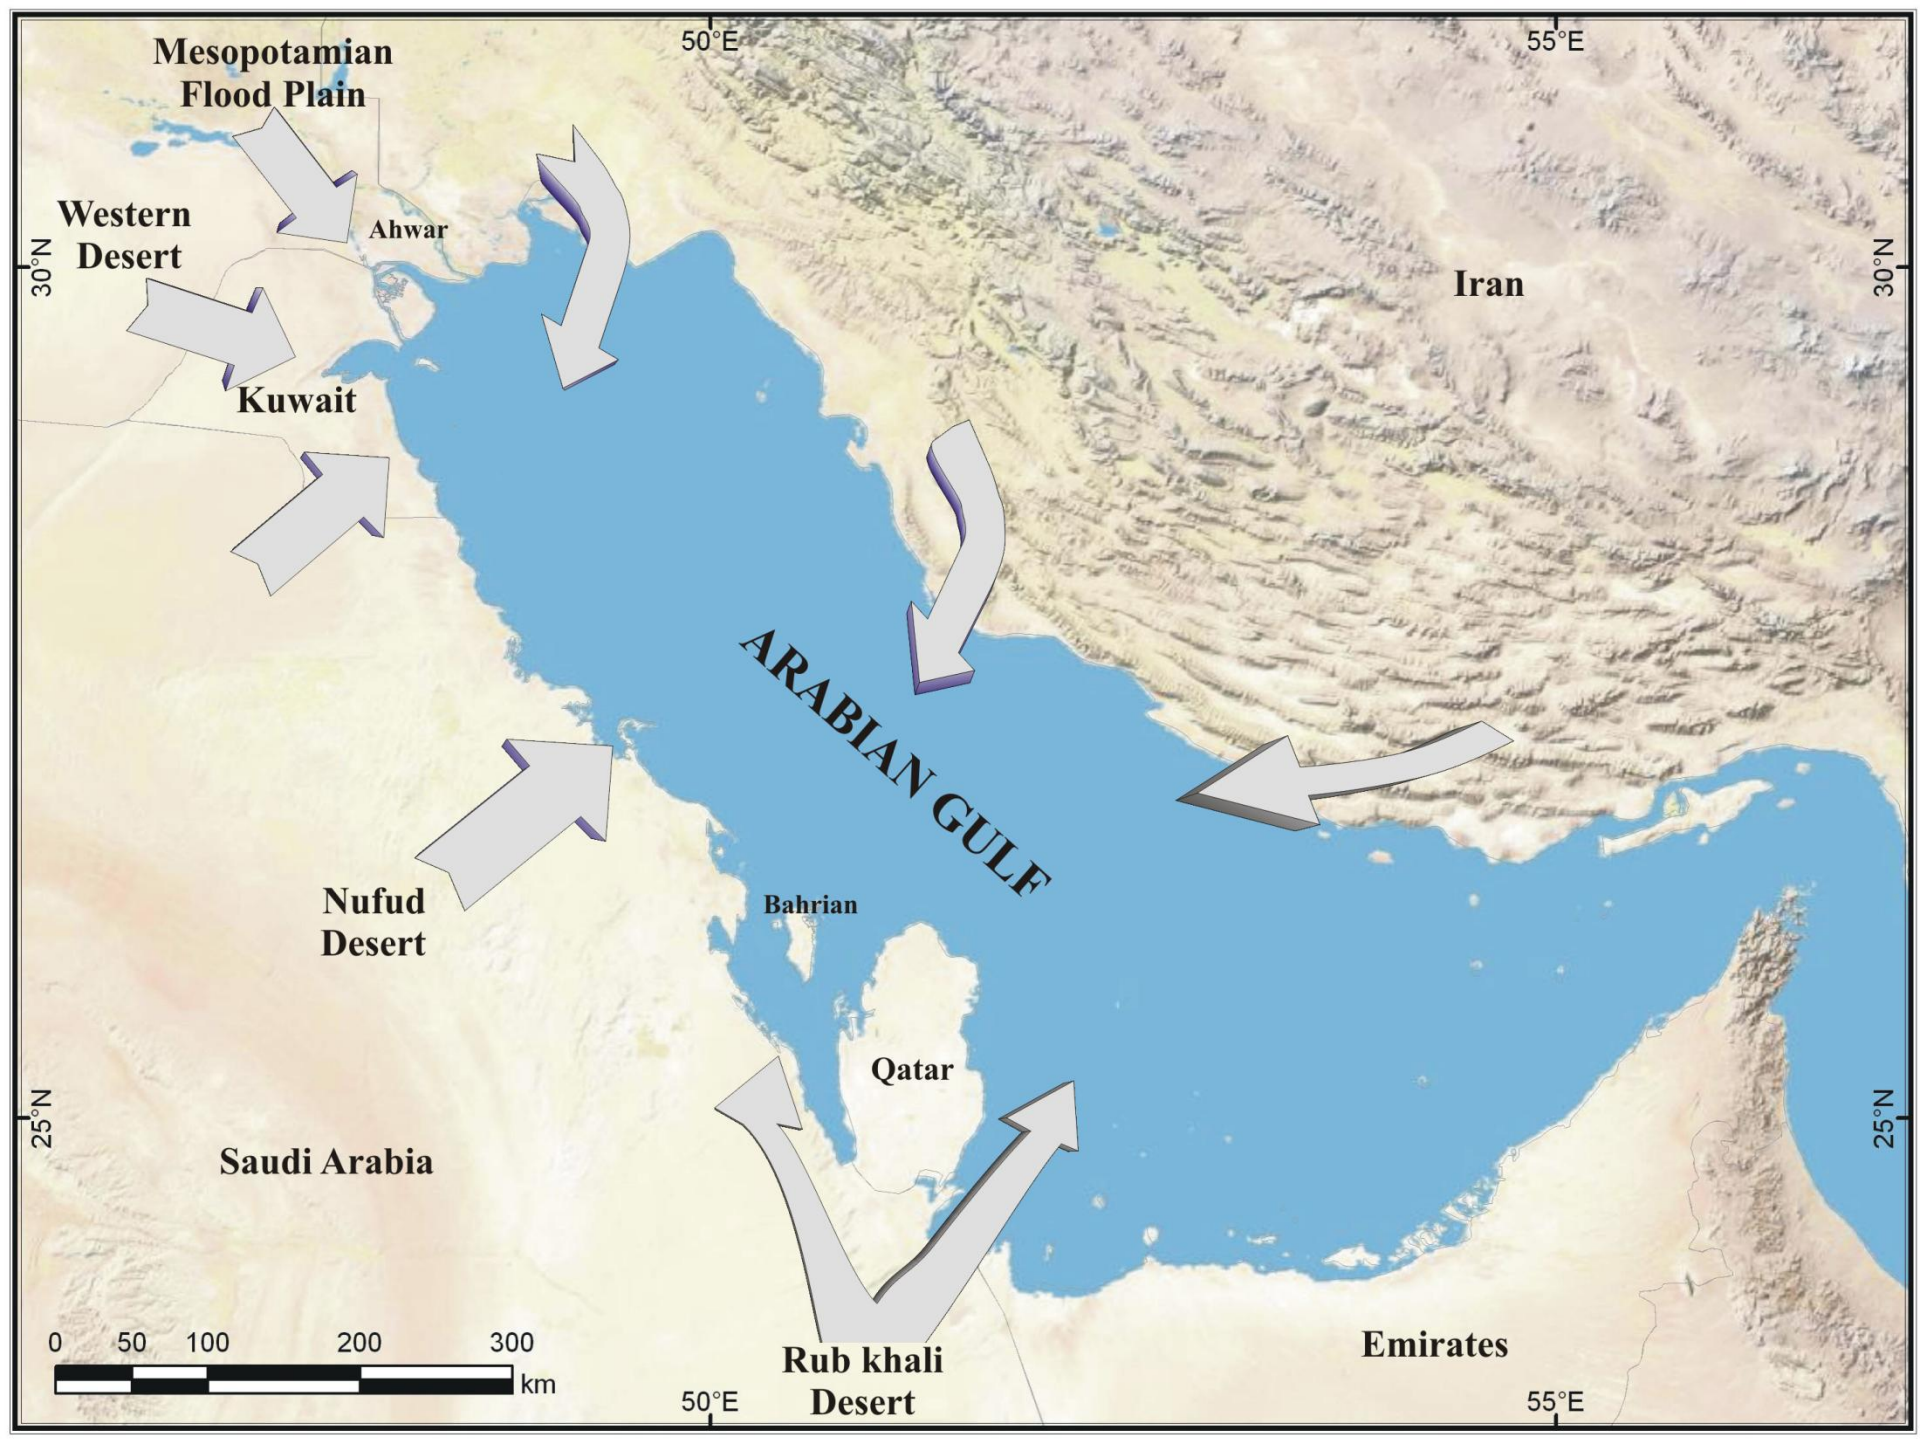 50°E
55°E
Mesopotamian
Flood Plain
Western
Desert
Ahwar
30°N
30°N
Iran
Kuwait
ARABIAN GULF
Nufud
Desert
Bahrian
Qatar
25°N
25°N
Saudi Arabia
0 50 100 200 300
km
Rub khali
Desert
Emirates
50°E
55°E